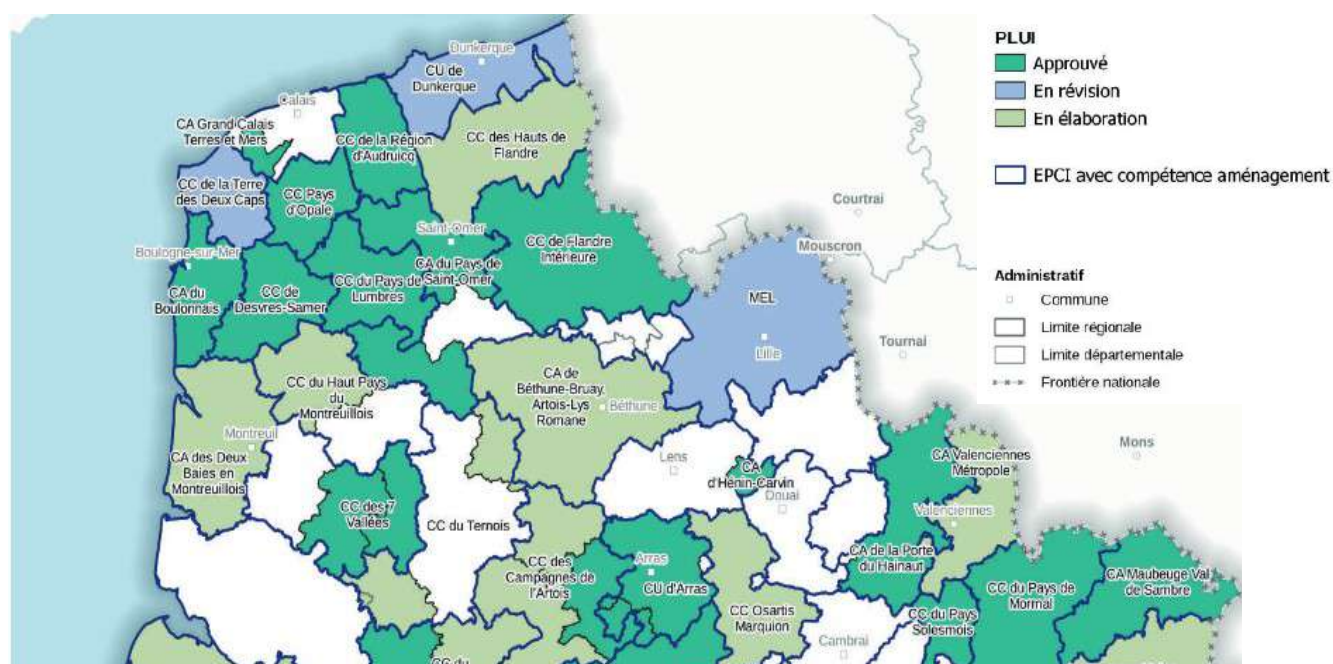 PLUI
Approuvé
En révision
En élaboration
EPCI avec compétence aménagement
Administratif
Commune
Limite régionale
Limite départementale
Frontière nationale
Dunkerque
CU de
Dunkerque
Calais
CA Grand Calais
Terres et Mers
CC de la Région
d'Audruicq
CC des Hauts de
Flandre
CC de la Terre
des Deux Caps
CC Pays
d'Opale
Courtrai
Saint-Omer
Mouscron
Boulogne-sur-Mer
CC de Flandre
Intérieure
CA du Pays de
Saint-Omer
CC du Pays de
Lumbres
CC de
Desvres-Samer
CA du
Boulonnais
MEL
Lille
Tournai
CC du Haut Pays
du
Montreuillois
CA de
Béthune-Bruay,
Artois-Lys
Romane
Béthune
Montreuil
CA des Deux
Baies en
Montreuillois
Mons
Lens
CA
d'Hénin-Carvin
Douai
CA Valenciennes
Métropole
Valenciennes
CC des 7
Vallées
CC du Ternois
CA de la Porte
du Hainaut
CC des
Campagnes de
l'Artois
Arras
CU d'Arras
CC Osartis
Marquion
CC du Pays de
Mormal
CA Maubeuge Val
de Sambre
CC du Pays
Solesmois
Cambrai
CC du